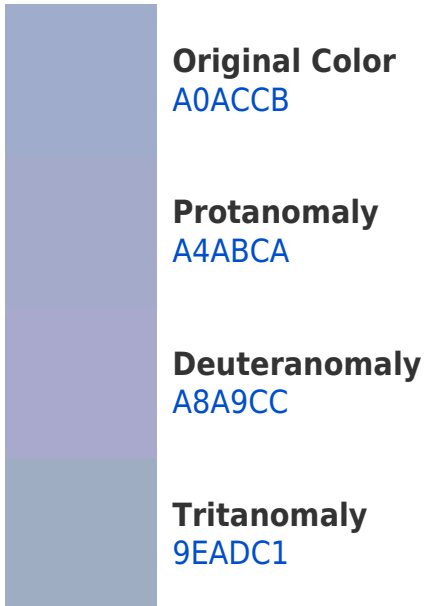 Original Color
A0ACCB
Protanomaly
A4ABCA
Deuteranomaly
A8A9CC
Tritanomaly
9EADC1